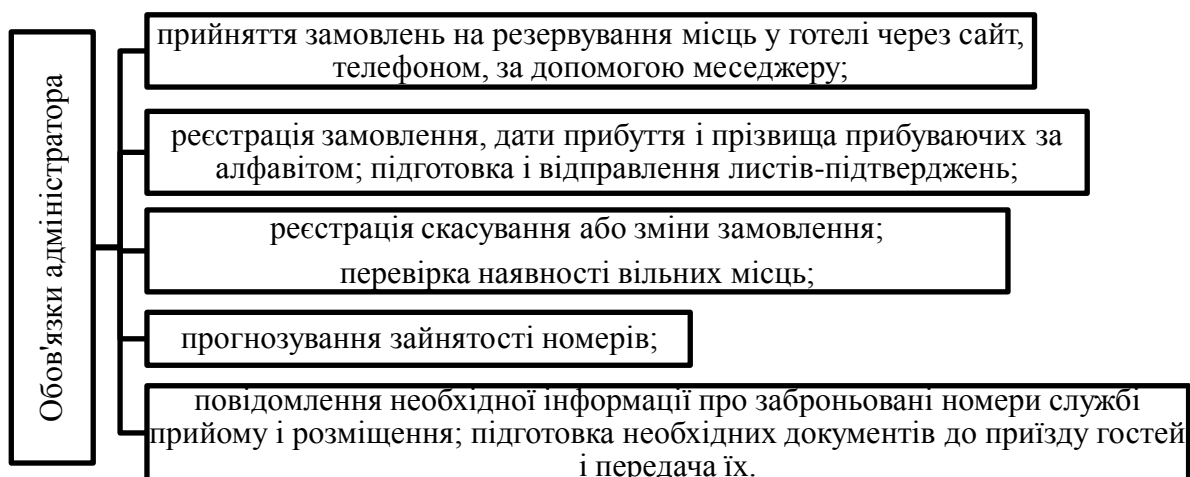 Обов'язки адміністратора
прийняття замовлень на резервування місць у готелі через сайт,
телефоном, за допомогою меседжеру;
реєстрація замовлення, дати прибуття і прізвища прибуваючих за
алфавітом; підготовка і відправлення листів-підтверджень;
реєстрація скасування або зміни замовлення;
перевірка наявності вільних місць;
прогнозування зайнятості номерів;
повідомлення необхідної інформації про заброньовані номери службі
прийому і розміщення; підготовка необхідних документів до приїзду гостей
і передача їх.